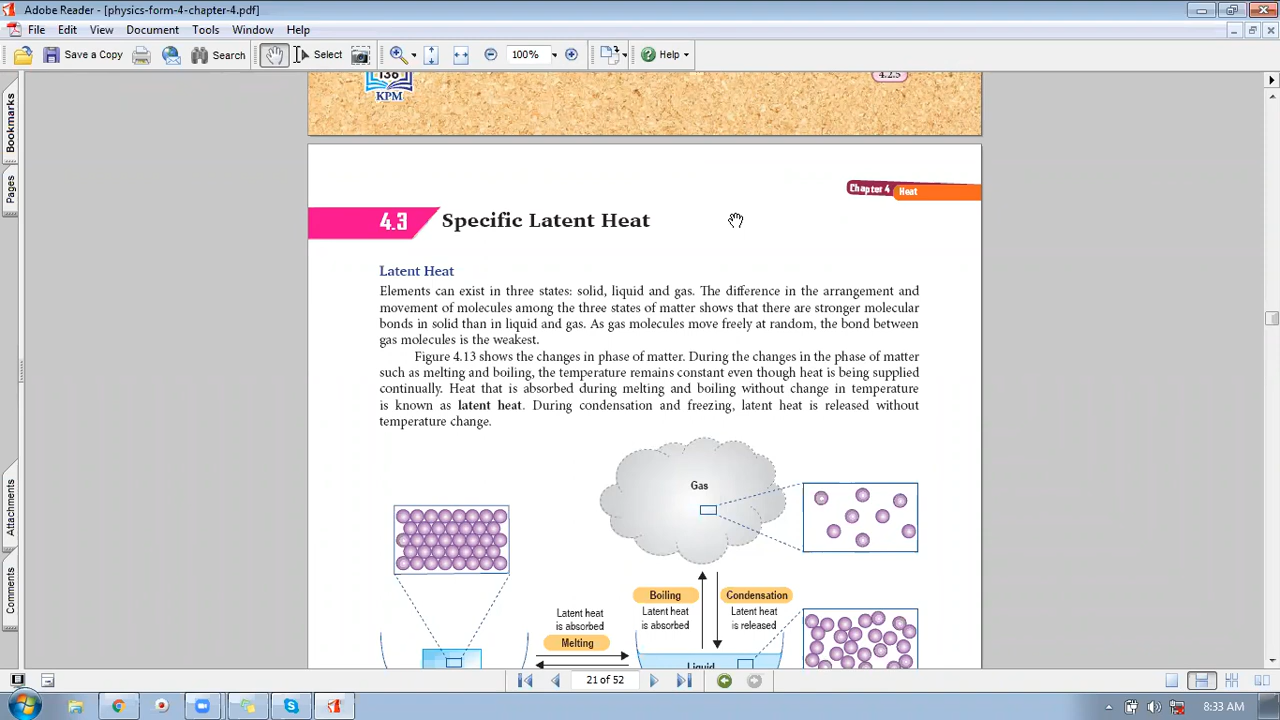 Adobe Reader - [physics-form-4-chapter-4.pdf]
File Edit View Document Tools Window Help
Save a Copy Search Select 100% Help
Bookmarks
Pages
Attachments
Comments
136
KPM
4.2.5
Chapter 4 Heat
4.3 Specific Latent Heat
Latent Heat
Elements can exist in three states: solid, liquid and gas. The difference in the arrangement and
movement of molecules among the three states of matter shows that there are stronger molecular
bonds in solid than in liquid and gas. As gas molecules move freely at random, the bond between
gas molecules is the weakest.
Figure 4.13 shows the changes in phase of matter. During the changes in the phase of matter
such as melting and boiling, the temperature remains constant even though heat is being supplied
continually. Heat that is absorbed during melting and boiling without change in temperature
is known as latent heat. During condensation and freezing, latent heat is released without
temperature change.
Gas
Boiling
Latent heat
is absorbed
Condensation
Latent heat
is released
Latent heat
is absorbed
Melting
Liquid
21 of 52
8:33 AM